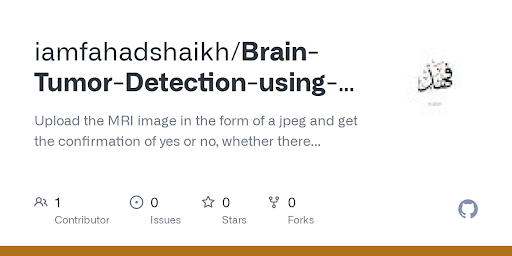 iamfahadshaikh/Brain-
Tumor-Detection-using-...
Upload the MRI image in the form of a jpeg and get
the confirmation of yes or no, whether there...
1
Contributor
0
Issues
0
Stars
0
Forks